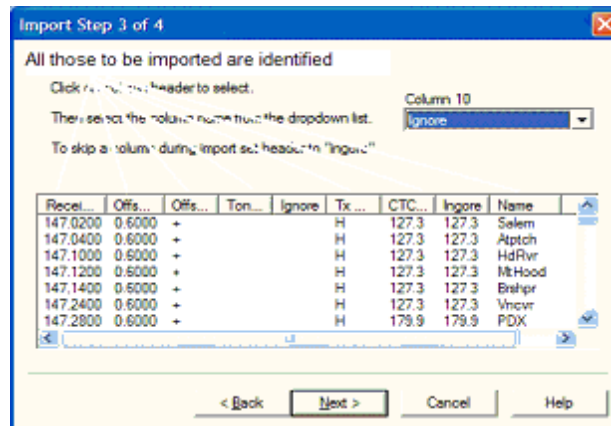 Import Step 3 of 4
All those to be imported are identified
Click header to select.
Column 10
Then select the column name from the dropdown list.
Ignore
To skip a column during import set header to "Ingore"
Recei... Offs... Offs... Ton... Ignore Tx ... CTC... Ingore Name
147.0200 0.6000 + H 127.3 127.3 Salem
147.0400 0.6000 + H 127.3 127.3 Atptch
147.1000 0.6000 + H 127.3 127.3 HdRvr
147.1200 0.6000 + H 127.3 127.3 MtHood
147.1400 0.6000 + H 127.3 127.3 Brshpr
147.2400 0.6000 + H 127.3 127.3 Vncvr
147.2800 0.6000 + H 179.9 179.9 PDX
< Back Next > Cancel Help